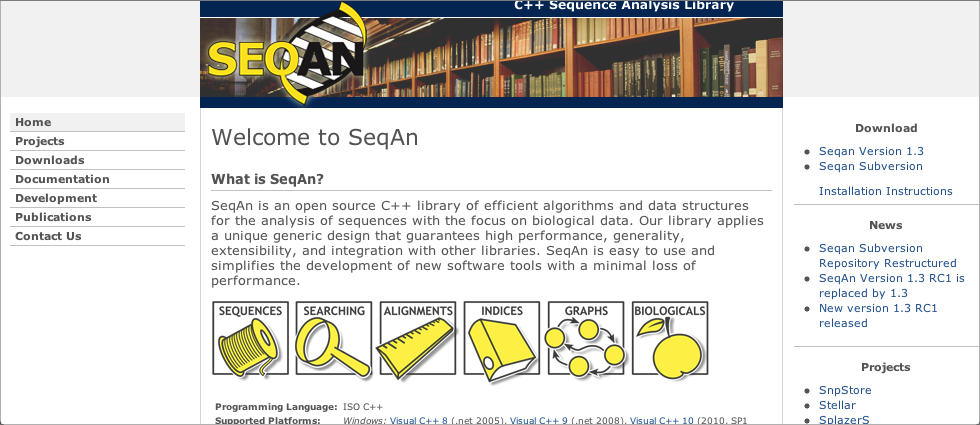 C++ Sequence Analysis Library
SEQAN
Home
Projects
Downloads
Documentation
Development
Publications
Contact Us
Welcome to SeqAn
What is SeqAn?
SeqAn is an open source C++ library of efficient algorithms and data structures
for the analysis of sequences with the focus on biological data. Our library applies
a unique generic design that guarantees high performance, generality,
extensibility, and integration with other libraries. SeqAn is easy to use and
simplifies the development of new software tools with a minimal loss of
performance.
SEQUENCES SEARCHING ALIGNMENTS INDICES GRAPHS BIOLOGICALS
Programming Language: ISO C++
Supported Platforms: Windows: Visual C++ 8 (.net 2005), Visual C++ 9 (.net 2008), Visual C++ 10 (2010, SP1
Download
Seqan Version 1.3
Seqan Subversion
Installation Instructions
News
Seqan Subversion
Repository Restructured
SeqAn Version 1.3 RC1 is
replaced by 1.3
New version 1.3 RC1
released
Projects
SnpStore
Stellar
SplazerS